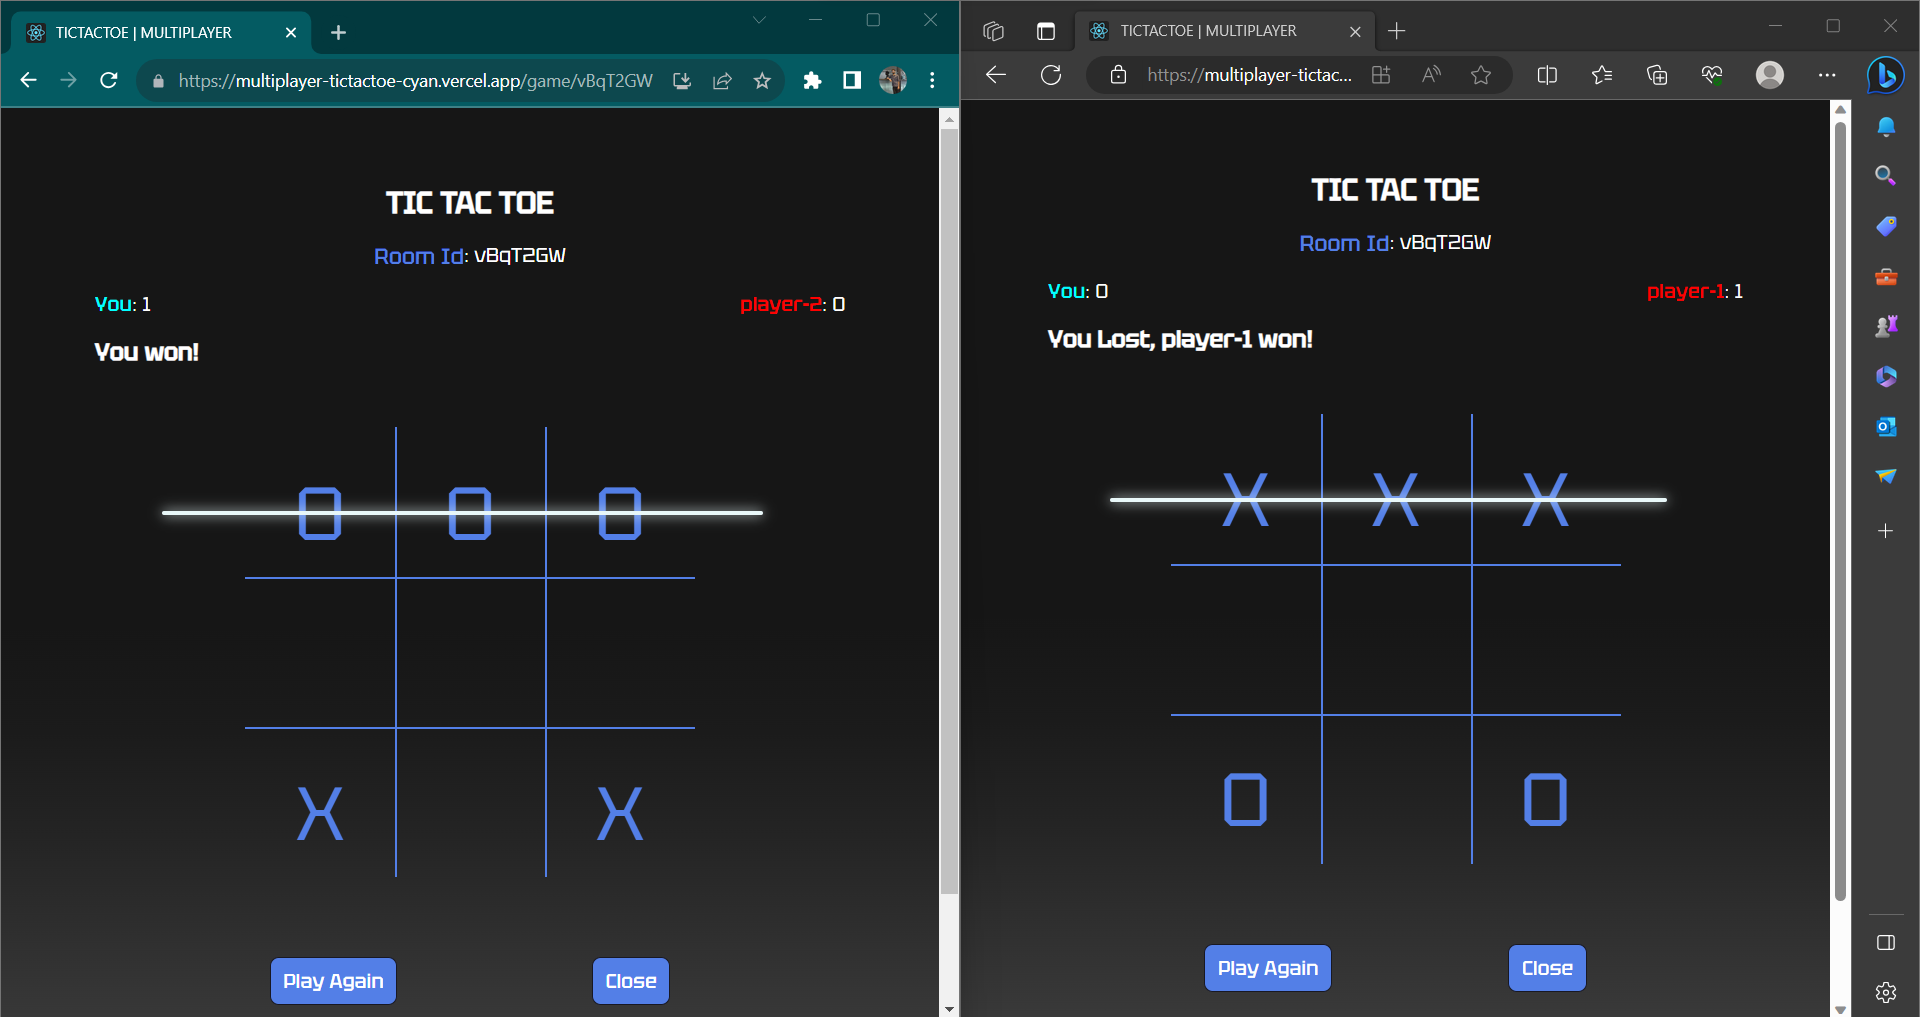 TICTACTOE | MULTIPLAYER
https://multiplayer-tictactoe-cyan.vercel.app/game/vBqT2GW
TIC TAC TOE
Room Id: vBqT2GW
You: 1
player-2: 0
You won!
O O O
X X
Play Again
Close
TICTACTOE | MULTIPLAYER
https://multiplayer-tictac...
TIC TAC TOE
Room Id: vBqT2GW
You: 0
player-1: 1
You Lost, player-1 won!
X X X
O O
Play Again
Close